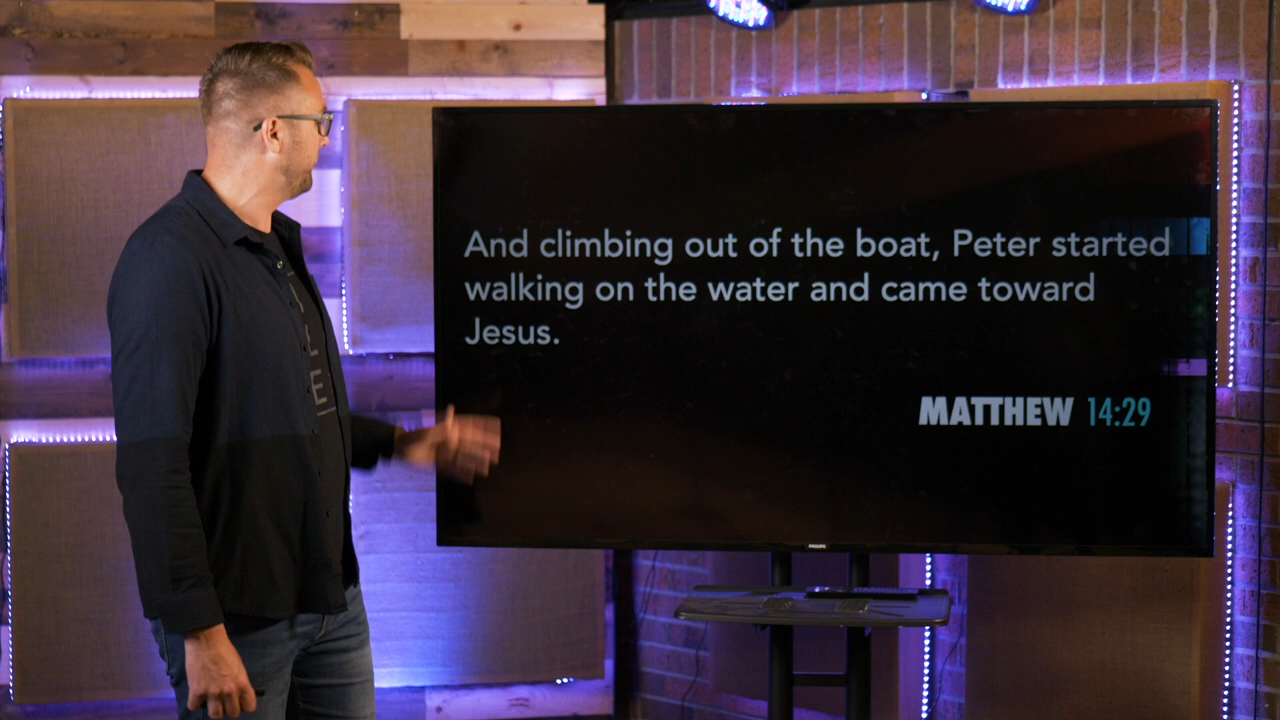 And climbing out of the boat, Peter started
walking on the water and came toward
Jesus.
MATTHEW 14:29
PHILIPS